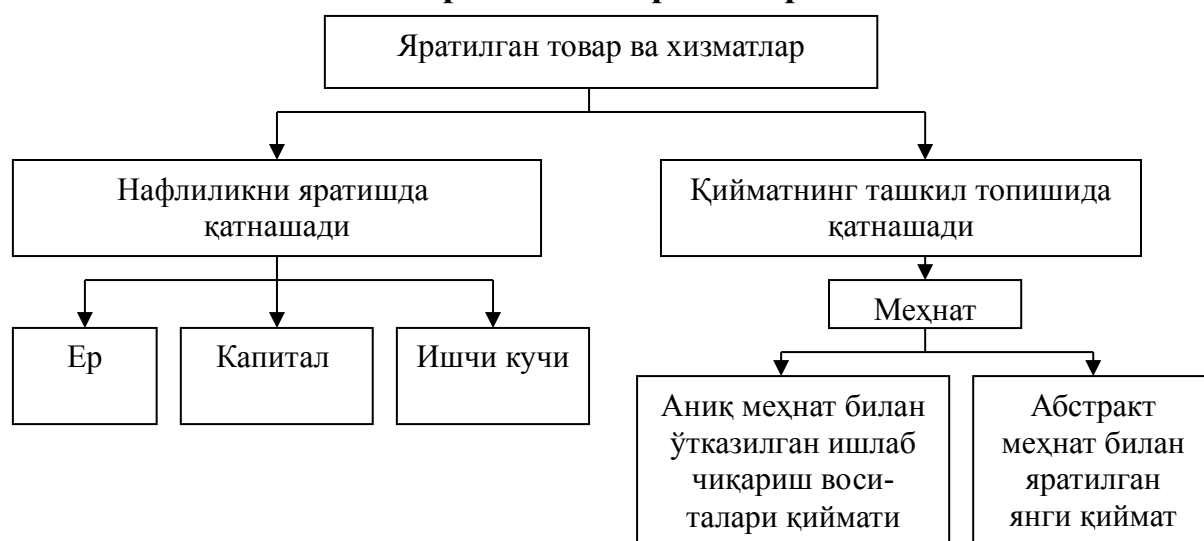 Яратилган товар ва хизматлар
Нафлиликни яратишда
қатнашади
Қийматнинг ташкил топишида
қатнашади
Меҳнат
Ер
Капитал
Ишчи кучи
Аниқ меҳнат билан
ўтказилган ишлаб
чиқариш воси-
талари қиймати
Абстракт
меҳнат билан
яратилган
янги қиймат